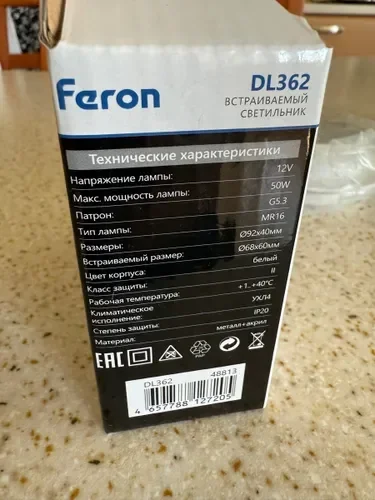 Feron
DL362
ВСТРАИВАЕМЫЙ
СВЕТИЛЬНИК
Технические характеристики
Напряжение лампы: 12V
Макс. мощность лампы: 50W
Патрон: G5.3
Тип лампы: MR16
Размеры: Ø92x40мм
Встраиваемый размер: Ø68x60мм
Цвет корпуса: белый
Класс защиты: II
Рабочая температура: +1..+40°C
Климатическое
исполнение: УХЛ4
Степень защиты: IP20
Материал: металл+акрил
EAC
DL362 48813
4 657788 127205